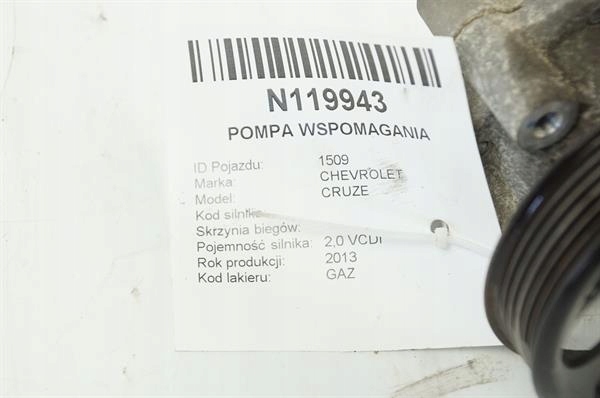 N119943
POMPA WSPOMAGANIA
ID Pojazdu: 1509
Marka: CHEVROLET
Model: CRUZE
Kod silnika
Skrzynia biegów:
Pojemność silnika: 2,0 VCDI
Rok produkcji: 2013
Kod lakieru: GAZ